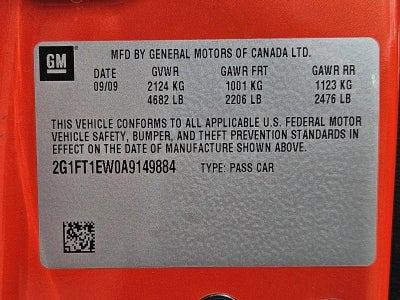 GM
MFD BY GENERAL MOTORS OF CANADA LTD.
DATE GVWR GAWR FRT GAWR RR
09/09 2124 KG 1001 KG 1123 KG
4682 LB 2206 LB 2476 LB
THIS VEHICLE CONFORMS TO ALL APPLICABLE U.S. FEDERAL MOTOR
VEHICLE SAFETY, BUMPER, AND THEFT PREVENTION STANDARDS IN
EFFECT ON THE DATE OF MANUFACTURE SHOWN ABOVE.
2G1FT1EW0A9149884 TYPE: PASS CAR